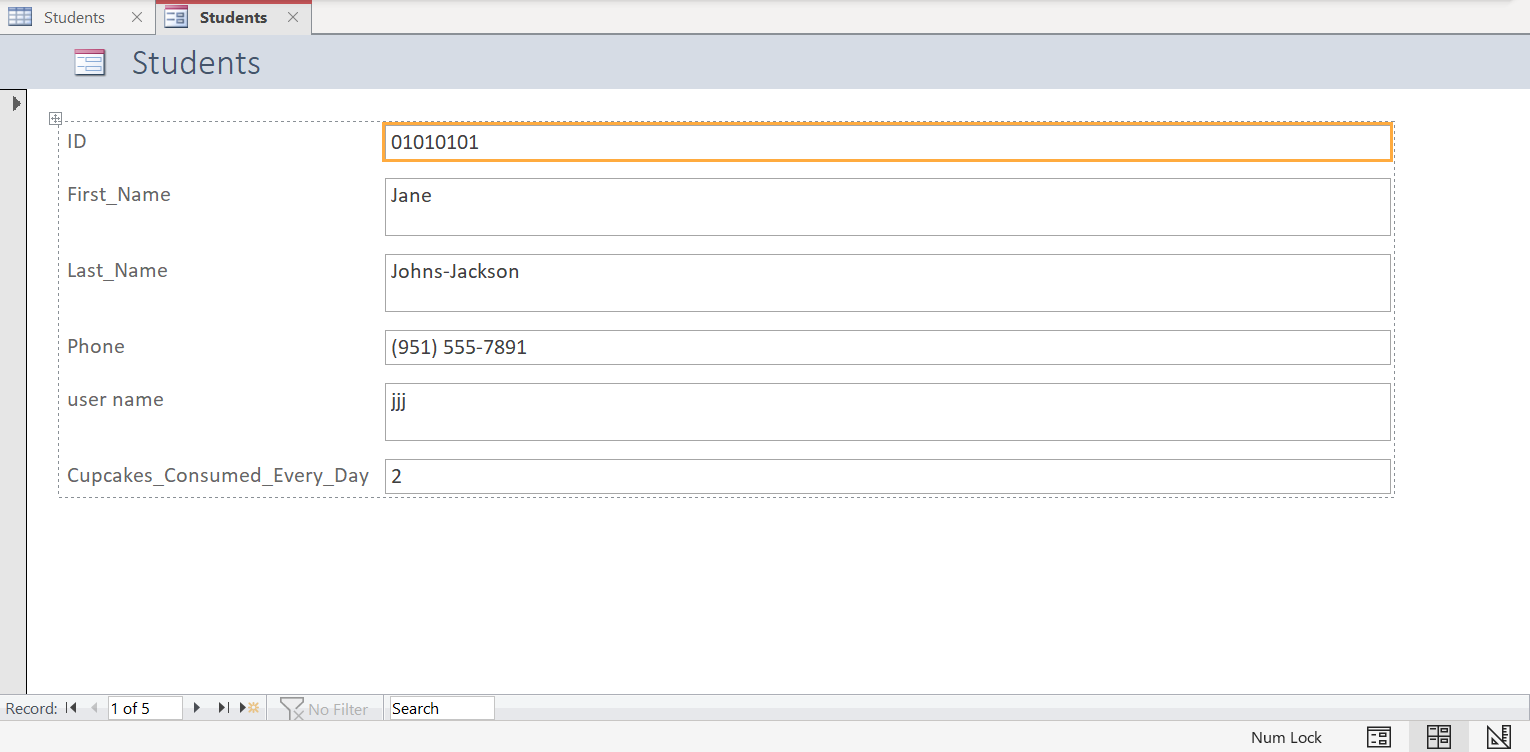 Students Students
Students
ID 01010101
First_Name Jane
Last_Name Johns-Jackson
Phone (951) 555-7891
user name jjj
Cupcakes_Consumed_Every_Day 2
Record: 1 of 5 No Filter Search
Num Lock